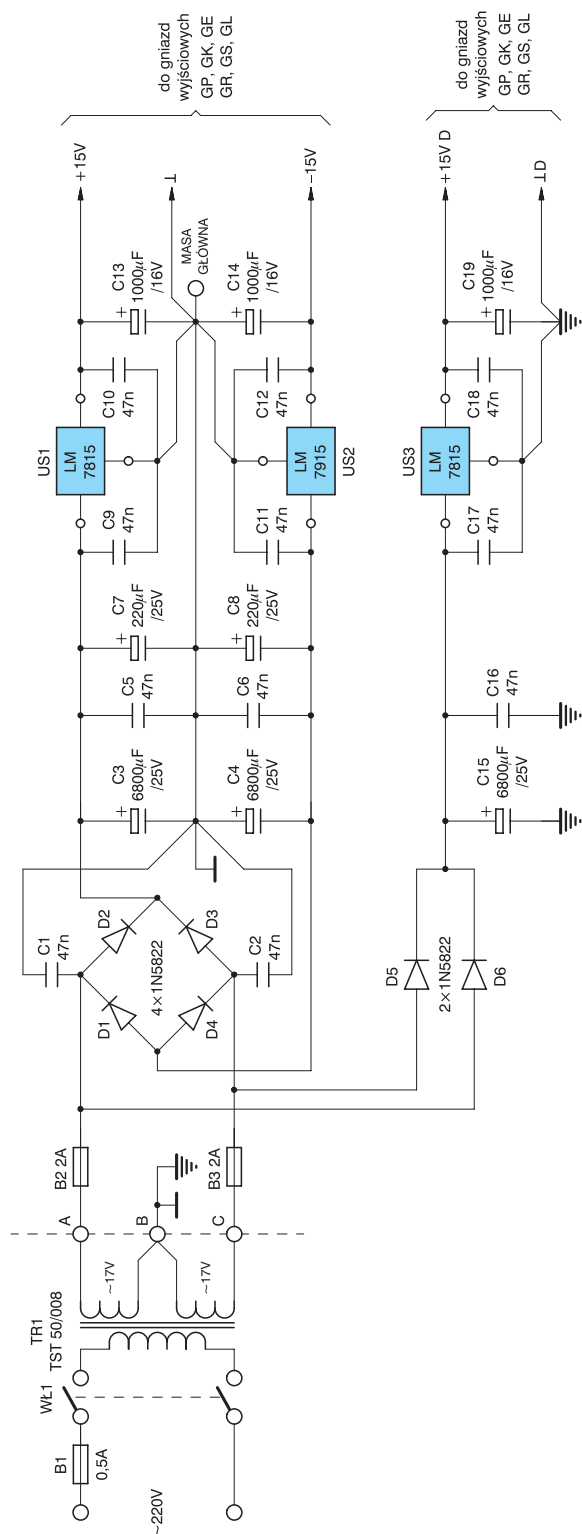 ~220V
B1
0,5A
WŁ1
TR1
TST 50/008
~17V
~17V
A
B
C
B2 2A
B3 2A
C1
47n
D1
D2
D3
D4
4×1N5822
C2
47n
D5
2×1N5822
D6
C3
6800µF
/25V
+
C4
6800µF
/25V
+
C5
47n
C6
47n
C7
220µF
/25V
+
C8
220µF
/25V
+
C9
47n
US1
LM
7815
C10
47n
C11
47n
LM
7915
US2
C12
47n
C13
1000µF
/16V
+
C14
1000µF
/16V
+
MASA
GŁÓWNA
+15V
⊥
–15V
do gniazd
wyjściowych
GP, GK, GE
GR, GS, GL
C15
6800µF
/25V
+
C16
47n
C17
47n
US3
LM
7815
C18
47n
C19
1000µF
/16V
+
+15V D
⊥D
do gniazd
wyjściowych
GP, GK, GE
GR, GS, GL